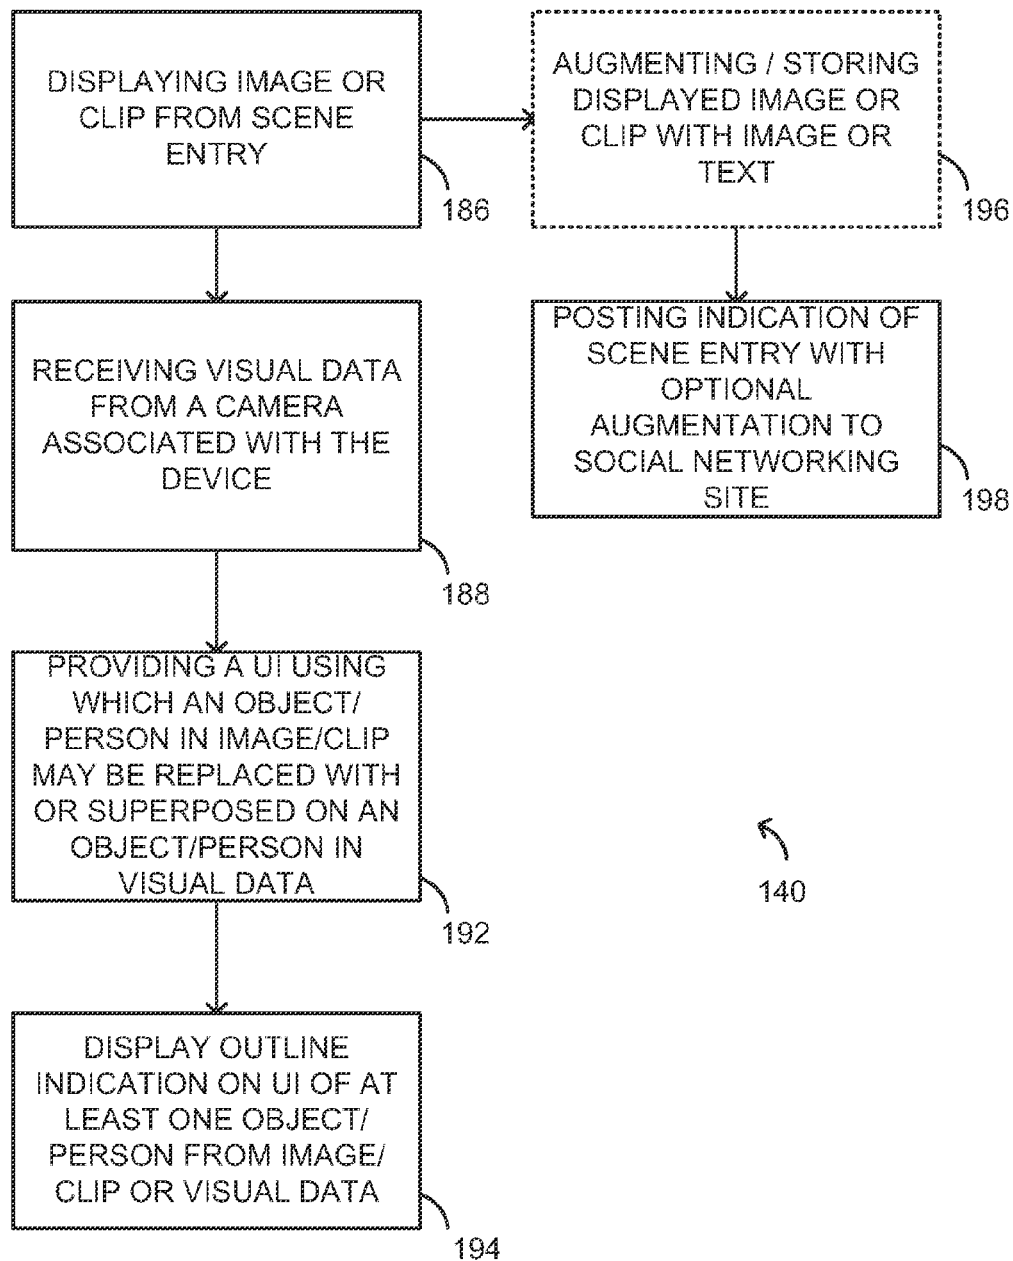 DISPLAYING IMAGE OR
CLIP FROM SCENE
ENTRY
186
AUGMENTING / STORING
DISPLAYED IMAGE OR
CLIP WITH IMAGE OR
TEXT
196
RECEIVING VISUAL DATA
FROM A CAMERA
ASSOCIATED WITH THE
DEVICE
188
POSTING INDICATION OF
SCENE ENTRY WITH
OPTIONAL
AUGMENTATION TO
SOCIAL NETWORKING
SITE
198
PROVIDING A UI USING
WHICH AN OBJECT/
PERSON IN IMAGE/CLIP
MAY BE REPLACED WITH
OR SUPERPOSED ON AN
OBJECT/PERSON IN
VISUAL DATA
192
140
DISPLAY OUTLINE
INDICATION ON UI OF AT
LEAST ONE OBJECT/
PERSON FROM IMAGE/
CLIP OR VISUAL DATA
194